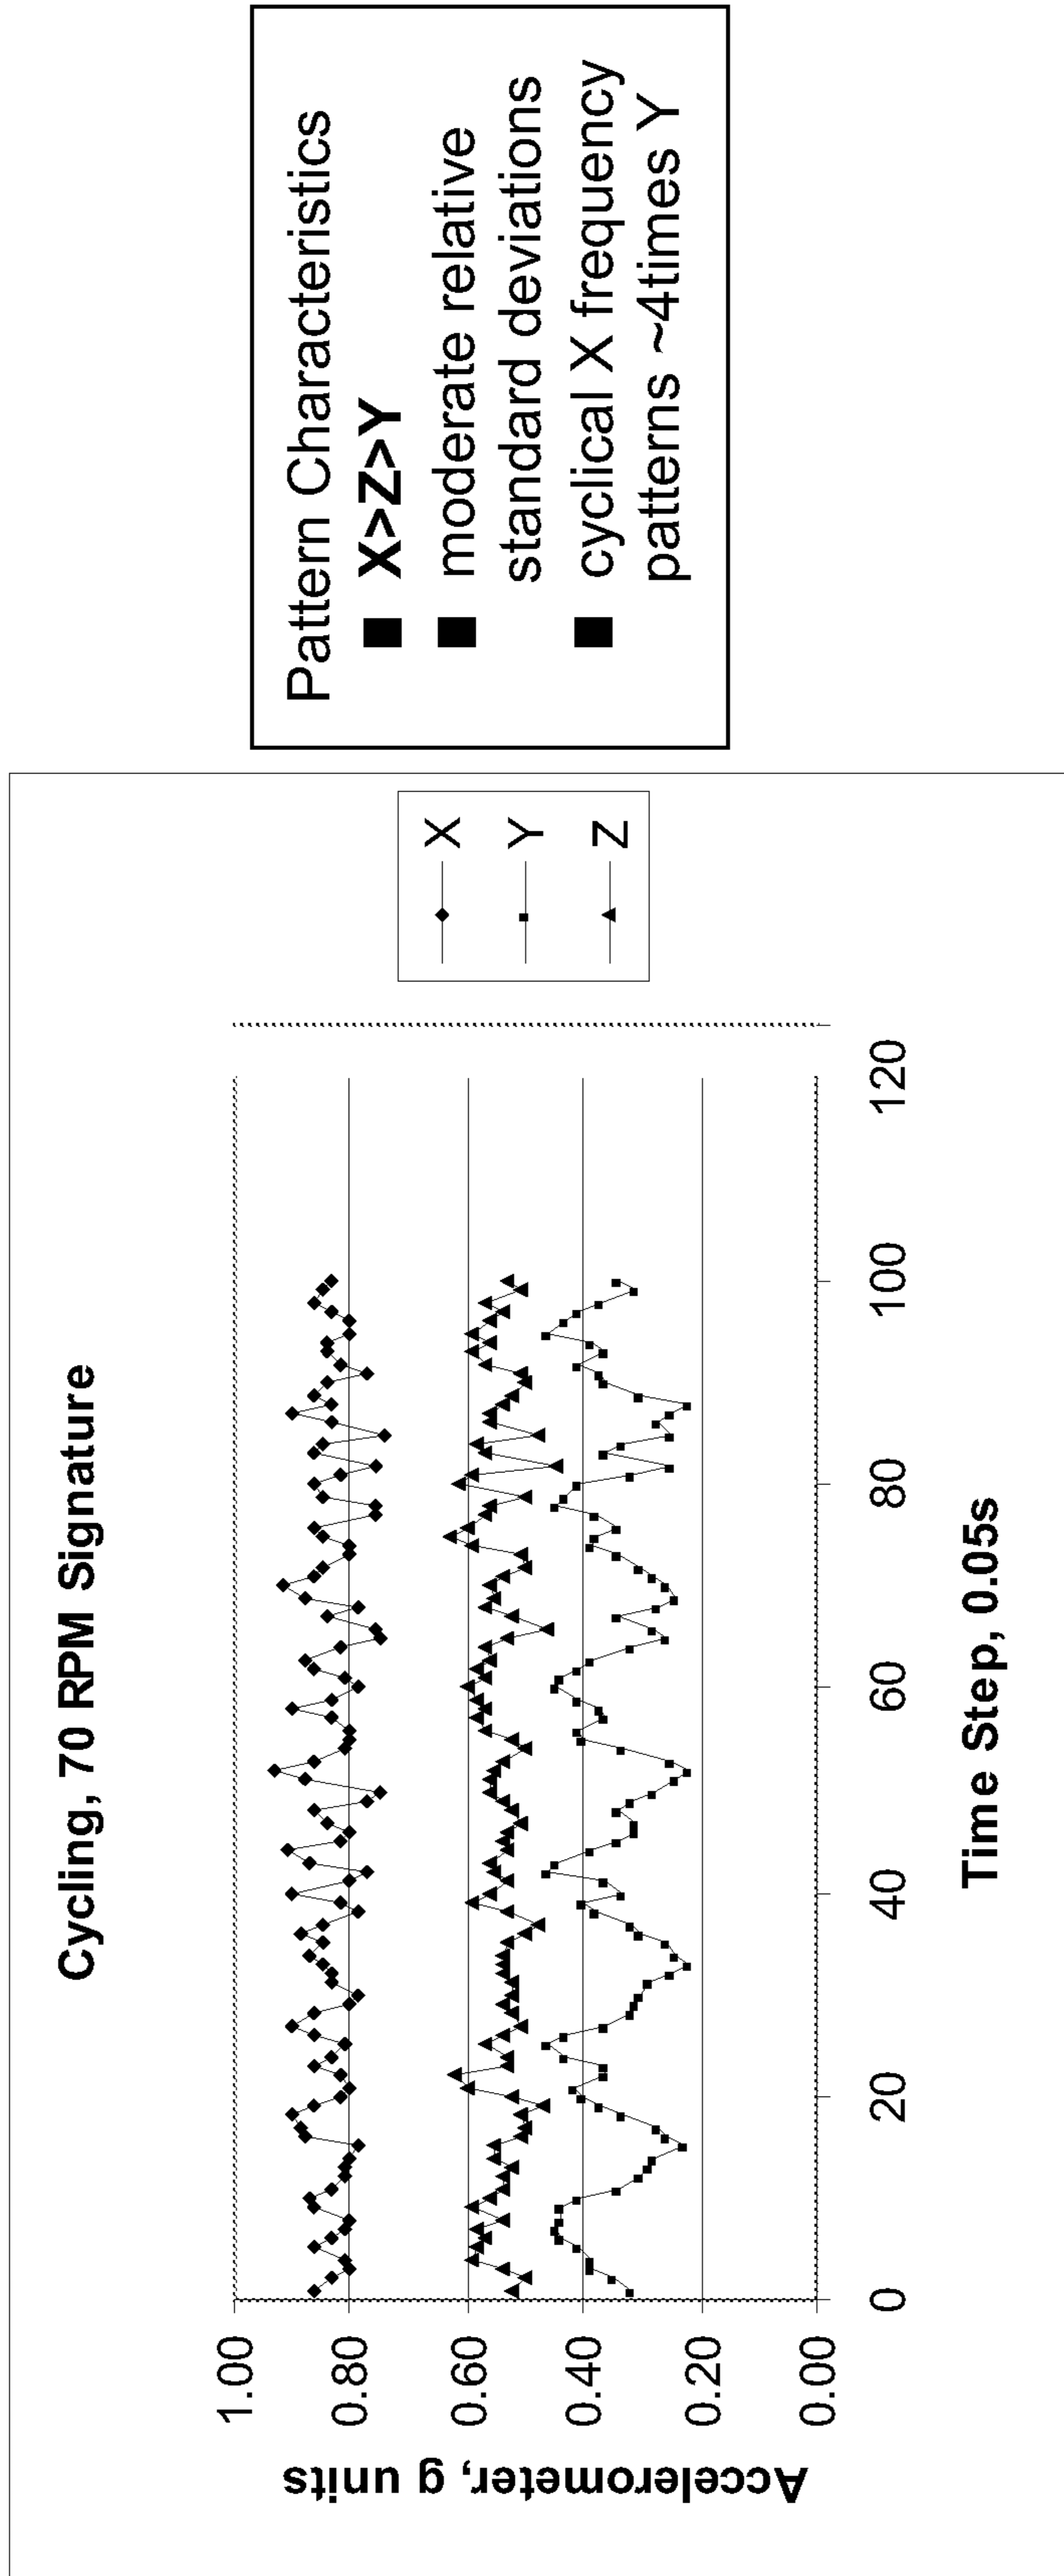 Cycling, 70 RPM Signature
Accelerometer, g units
1.00
0.80
0.60
0.40
0.20
0.00
0 20 40 60 80 100 120
Time Step, 0.05s
X
Y
Z
Pattern Characteristics
X>Z>Y
moderate relative
standard deviations
cyclical X frequency
patterns ~4times Y